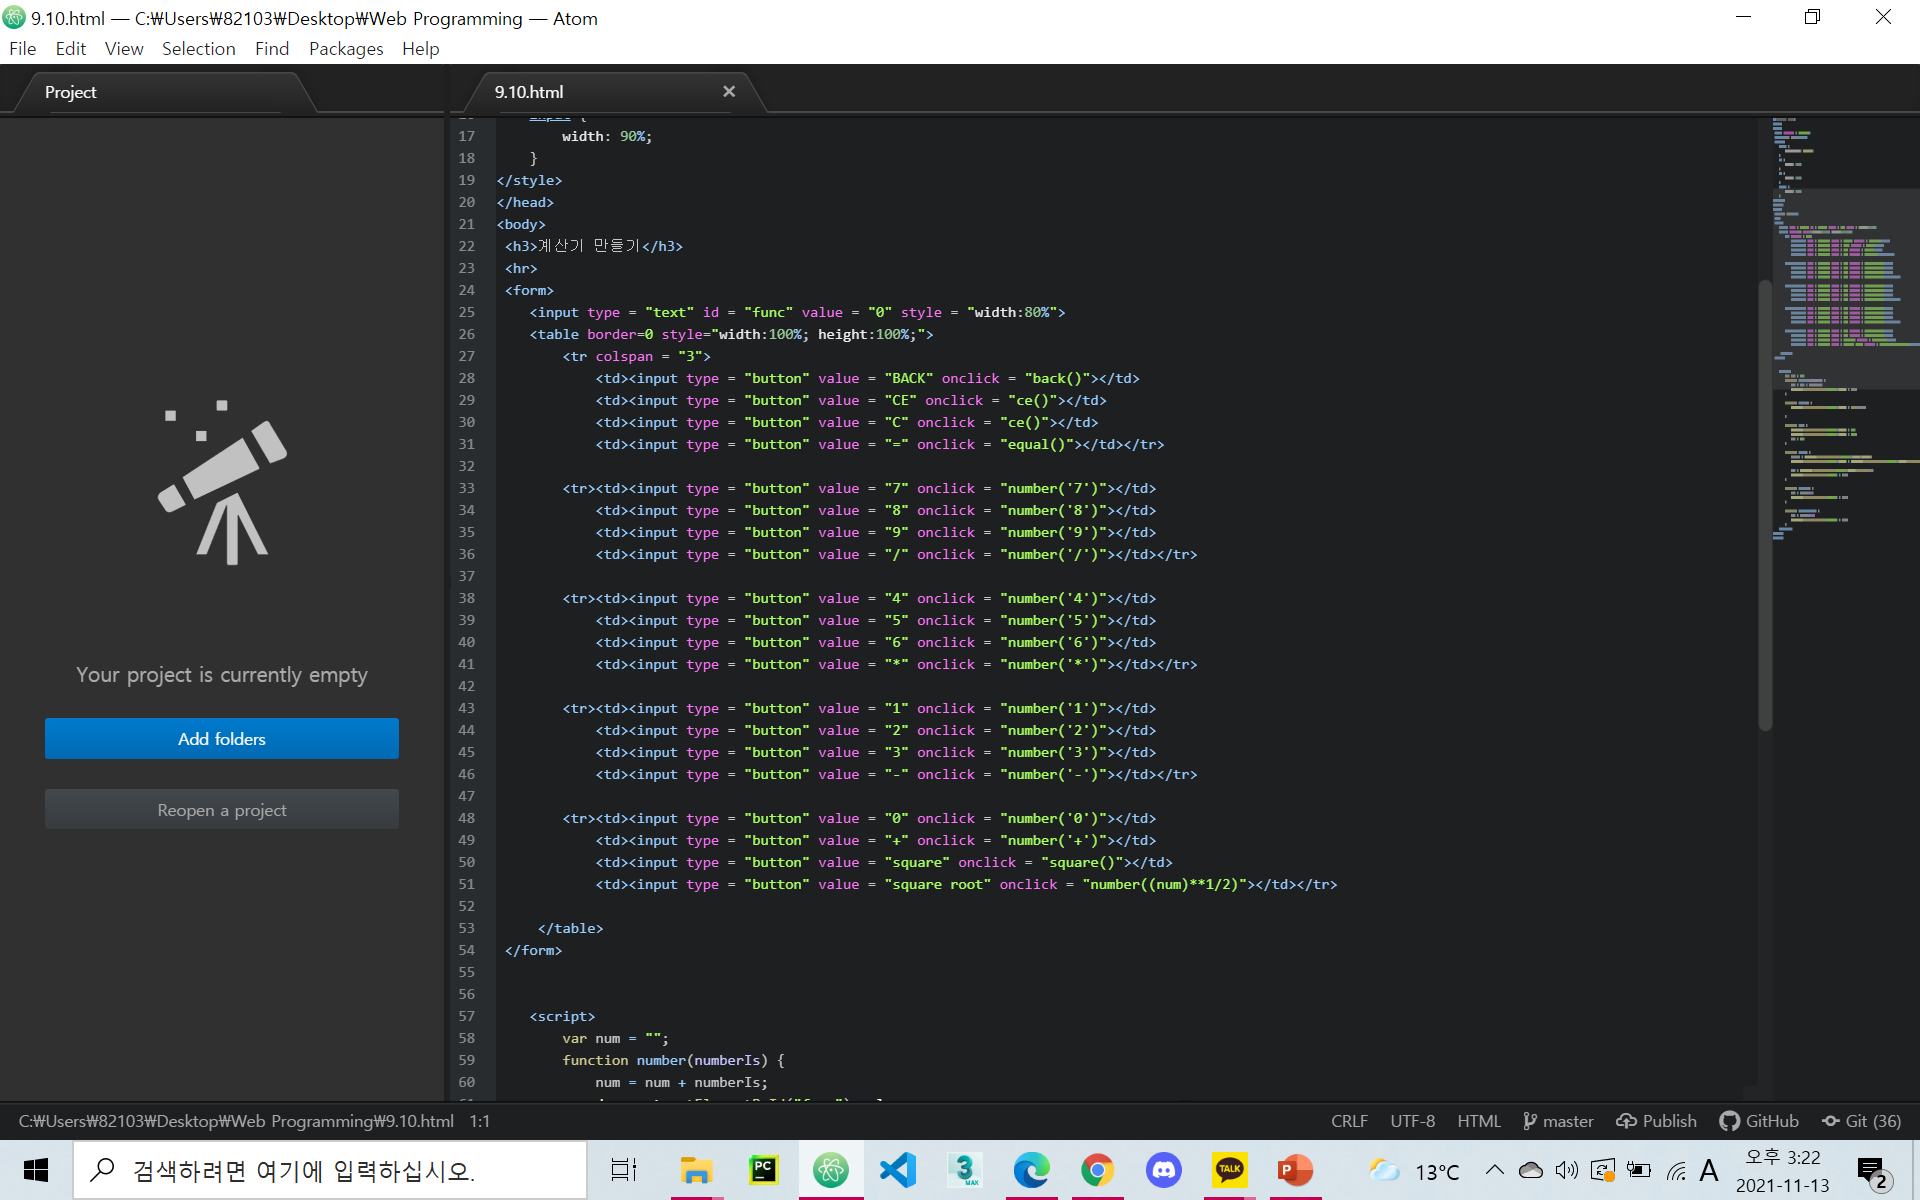 9.10.html — C:₩Users₩82103₩Desktop₩Web Programming — Atom
File Edit View Selection Find Packages Help
Project
9.10.html
17 width: 90%;
18 }
19 </style>
20 </head>
21 <body>
22 <h3>계산기 만들기</h3>
23 <hr>
24 <form>
25 <input type = "text" id = "func" value = "0" style = "width:80%">
26 <table border=0 style="width:100%; height:100%;">
27 <tr colspan = "3">
28 <td><input type = "button" value = "BACK" onclick = "back()"></td>
29 <td><input type = "button" value = "CE" onclick = "ce()"></td>
30 <td><input type = "button" value = "C" onclick = "ce()"></td>
31 <td><input type = "button" value = "=" onclick = "equal()"></td></tr>
32
33 <tr><td><input type = "button" value = "7" onclick = "number('7')"></td>
34 <td><input type = "button" value = "8" onclick = "number('8')"></td>
35 <td><input type = "button" value = "9" onclick = "number('9')"></td>
36 <td><input type = "button" value = "/" onclick = "number('/')"></td></tr>
37
38 <tr><td><input type = "button" value = "4" onclick = "number('4')"></td>
39 <td><input type = "button" value = "5" onclick = "number('5')"></td>
40 <td><input type = "button" value = "6" onclick = "number('6')"></td>
41 <td><input type = "button" value = "*" onclick = "number('*')"></td></tr>
42
43 <tr><td><input type = "button" value = "1" onclick = "number('1')"></td>
44 <td><input type = "button" value = "2" onclick = "number('2')"></td>
45 <td><input type = "button" value = "3" onclick = "number('3')"></td>
46 <td><input type = "button" value = "-" onclick = "number('-')"></td></tr>
47
48 <tr><td><input type = "button" value = "0" onclick = "number('0')"></td>
49 <td><input type = "button" value = "+" onclick = "number('+')"></td>
50 <td><input type = "button" value = "square" onclick = "square()"></td>
51 <td><input type = "button" value = "square root" onclick = "number((num)**1/2)"></td></tr>
52
53 </table>
54 </form>
55
56
57 <script>
58 var num = "";
59 function number(numberIs) {
60 num = num + numberIs;
Your project is currently empty
Add folders
Reopen a project
C:₩Users₩82103₩Desktop₩Web Programming₩9.10.html 1:1
CRLF UTF-8 HTML master Publish GitHub Git (36)
검색하려면 여기에 입력하십시오.
PC
3
MAX
TALK
P
13°C
A
오후 3:22
2021-11-13
2